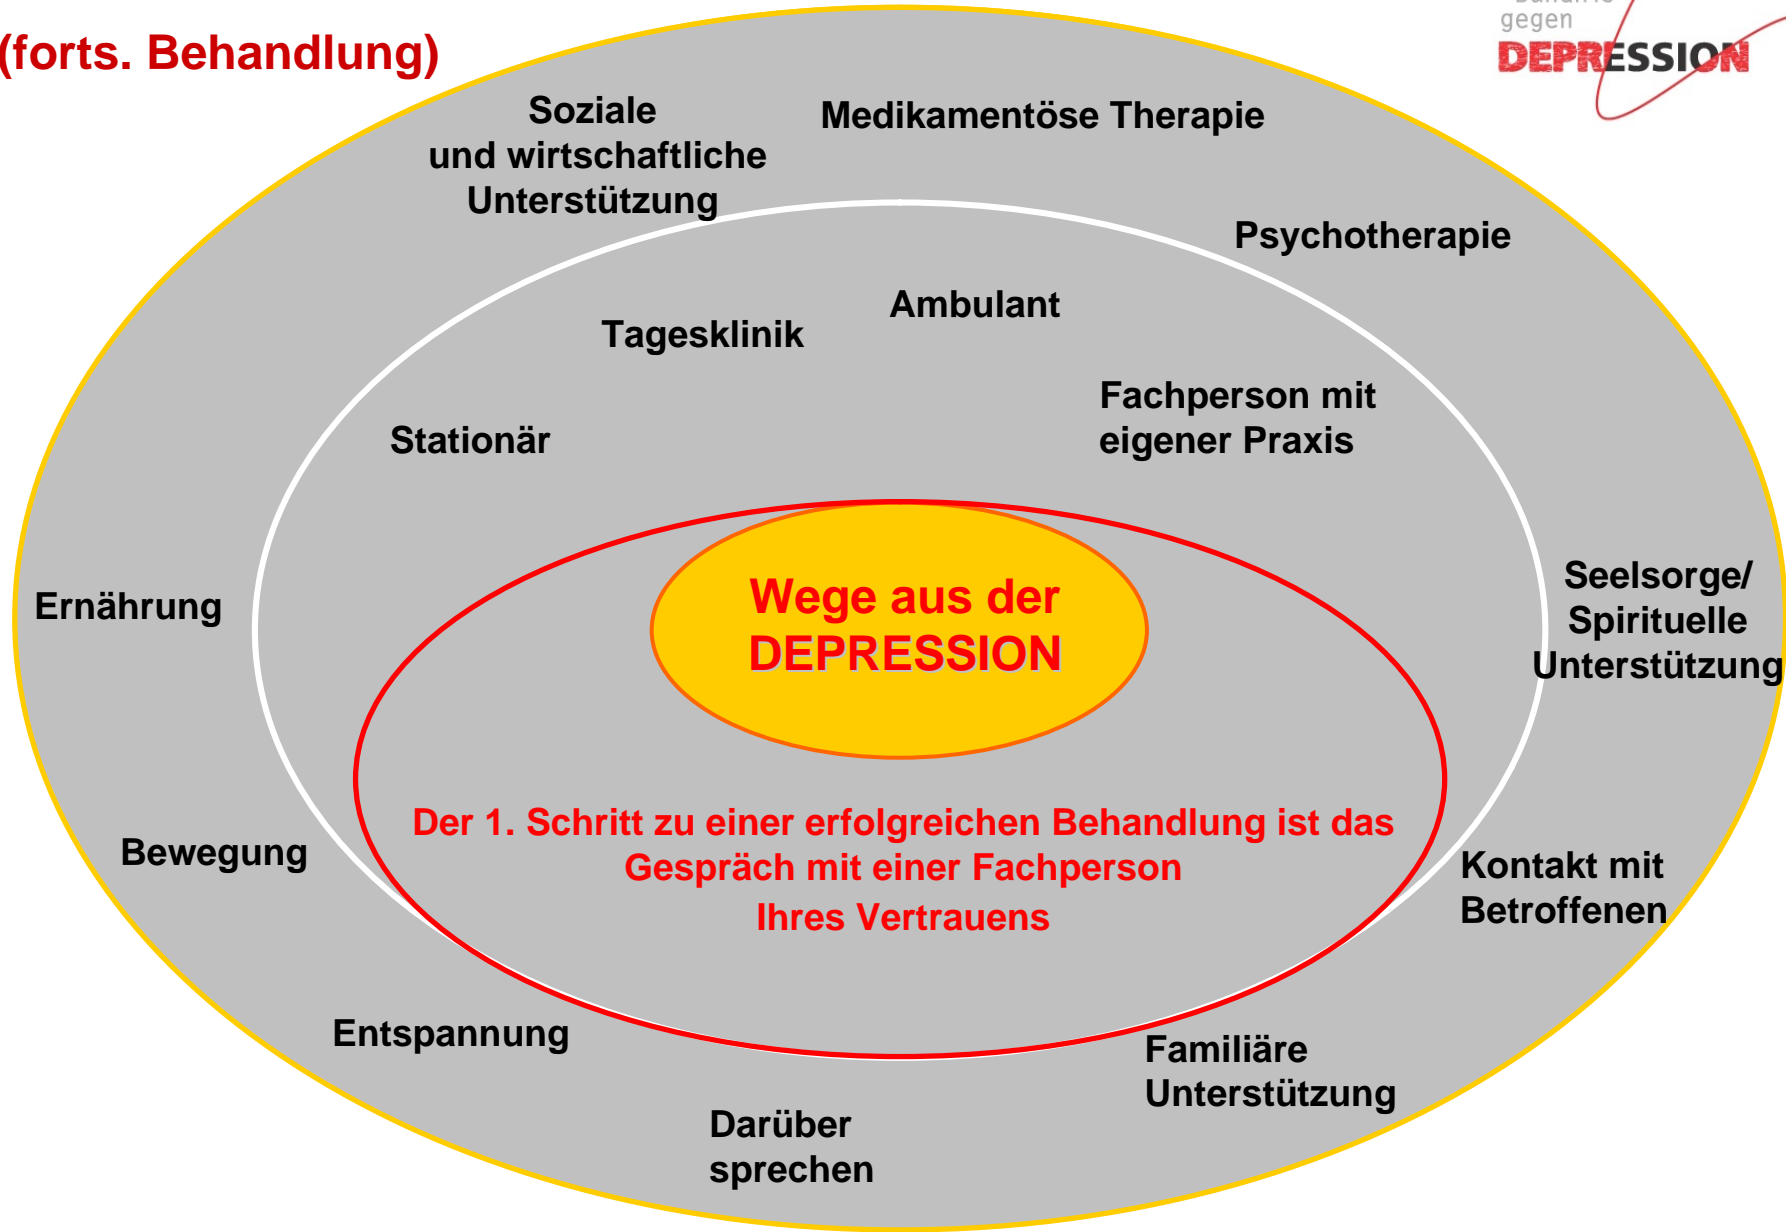 (forts. Behandlung)
gegen
DEPRESSION
Soziale
und wirtschaftliche
Unterstützung
Medikamentöse Therapie
Psychotherapie
Ambulant
Tagesklinik
Fachperson mit
eigener Praxis
Stationär
Ernährung
Wege aus der
DEPRESSION
Seelsorge/
Spirituelle
Unterstützung
Der 1. Schritt zu einer erfolgreichen Behandlung ist das
Gespräch mit einer Fachperson
Ihres Vertrauens
Bewegung
Kontakt mit
Betroffenen
Entspannung
Familiäre
Unterstützung
Darüber
sprechen